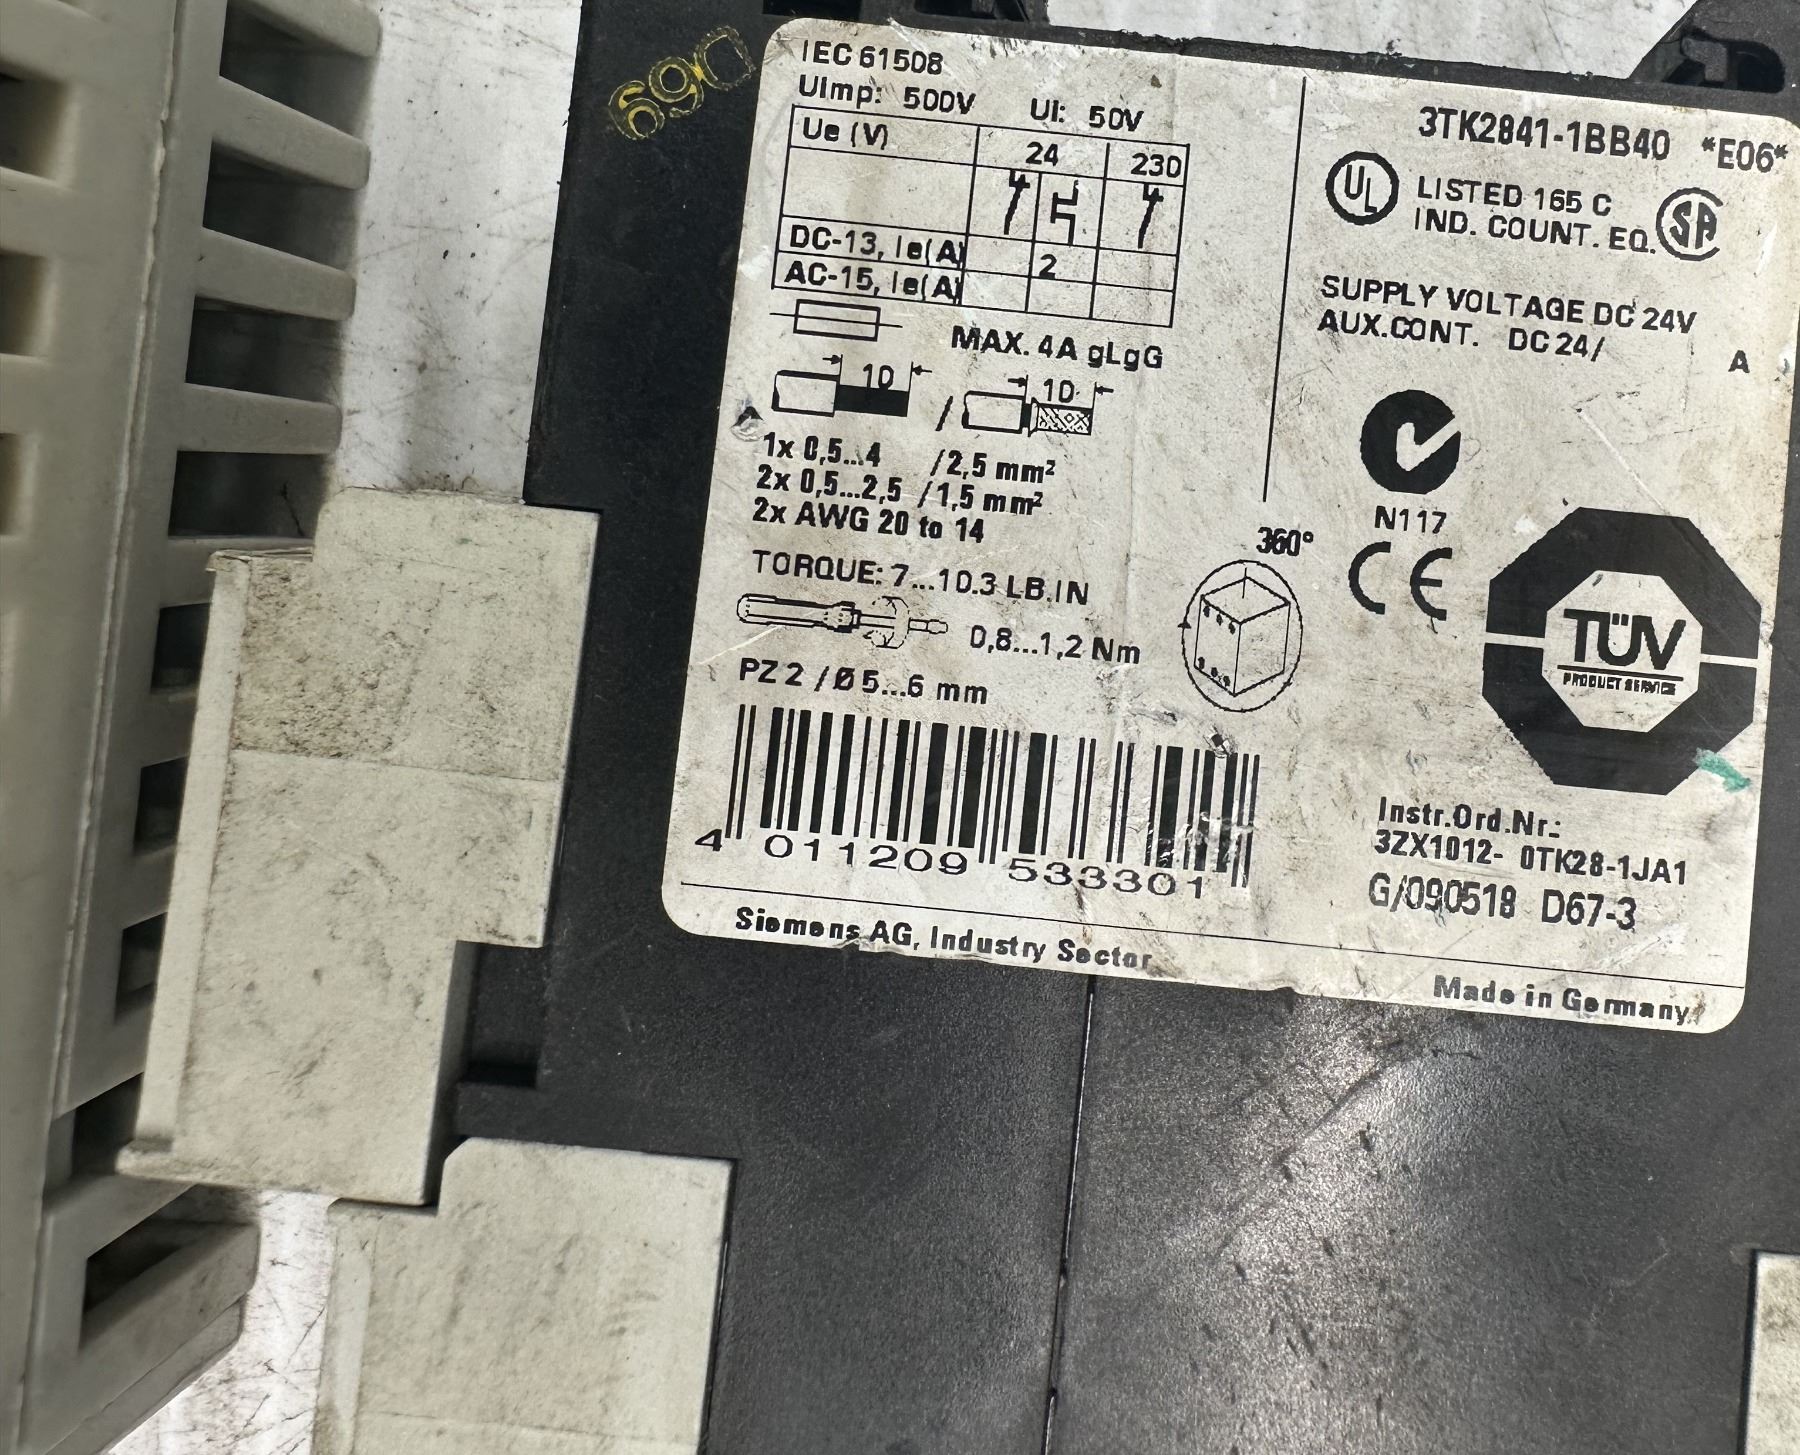 69D
IEC 61508
UImp: 500V UI: 50V
Ue (V) 24 230
DC-13, Ie(A) 2
AC-15, Ie(A)
MAX. 4A gLgG
10 / 10
1x 0,5...4 /2,5 mm²
2x 0,5...2,5 /1,5 mm²
2x AWG 20 to 14
TORQUE: 7...10.3 LB.IN
0,8...1,2 Nm
PZ 2 / Ø 5...6 mm
4 011209 533301
Siemens AG, Industry Sector
3TK2841-1BB40 *E06*
UL LISTED 165 C SA
IND. COUNT. EQ.
SUPPLY VOLTAGE DC 24V
AUX.CONT. DC 24/ A
N117
360°
CE
TÜV
PRODUCT SERVICE
Instr.Ord.Nr.:
3ZX1012- 0TK28-1JA1
G/090518 D67-3
Made in Germany